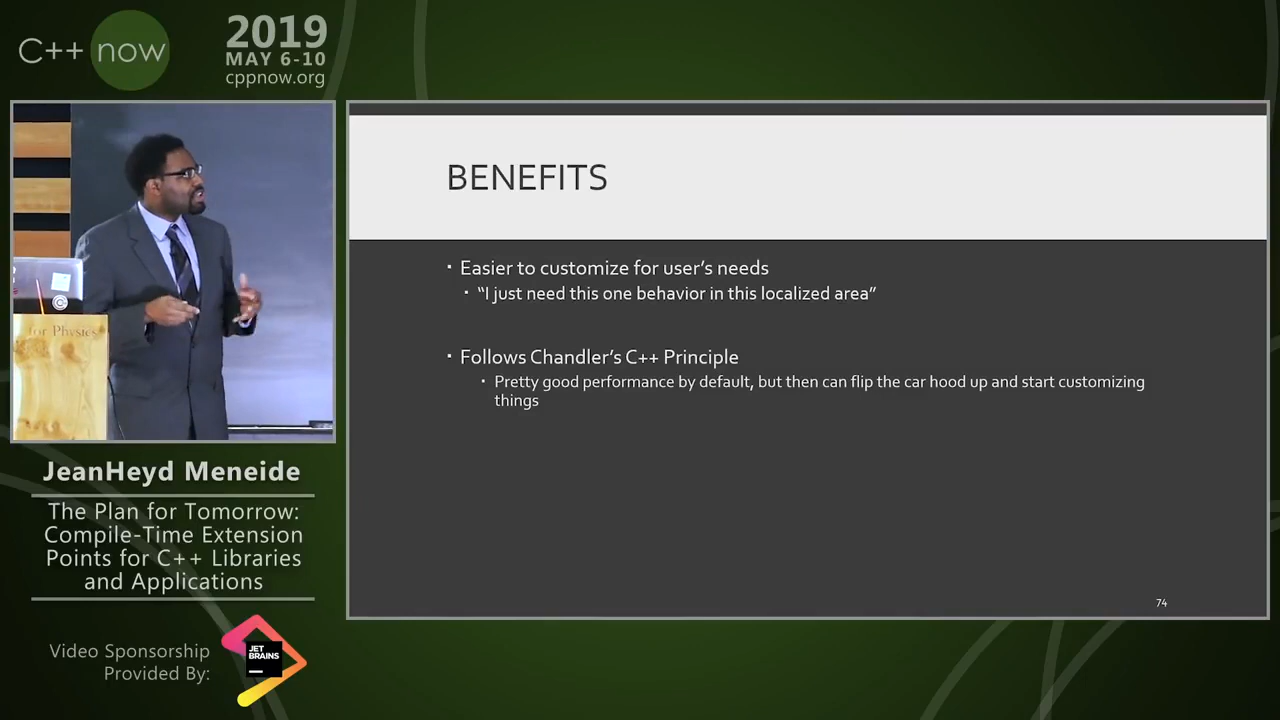 C++ now
2019
MAY 6-10
cppnow.org
for Physics
JeanHeyd Meneide
The Plan for Tomorrow:
Compile-Time Extension
Points for C++ Libraries
and Applications
Video Sponsorship
Provided By:
JET
BRAINS
BENEFITS
▪ Easier to customize for user’s needs
▪ “I just need this one behavior in this localized area”
▪ Follows Chandler’s C++ Principle
▪ Pretty good performance by default, but then can flip the car hood up and start customizing
things
74